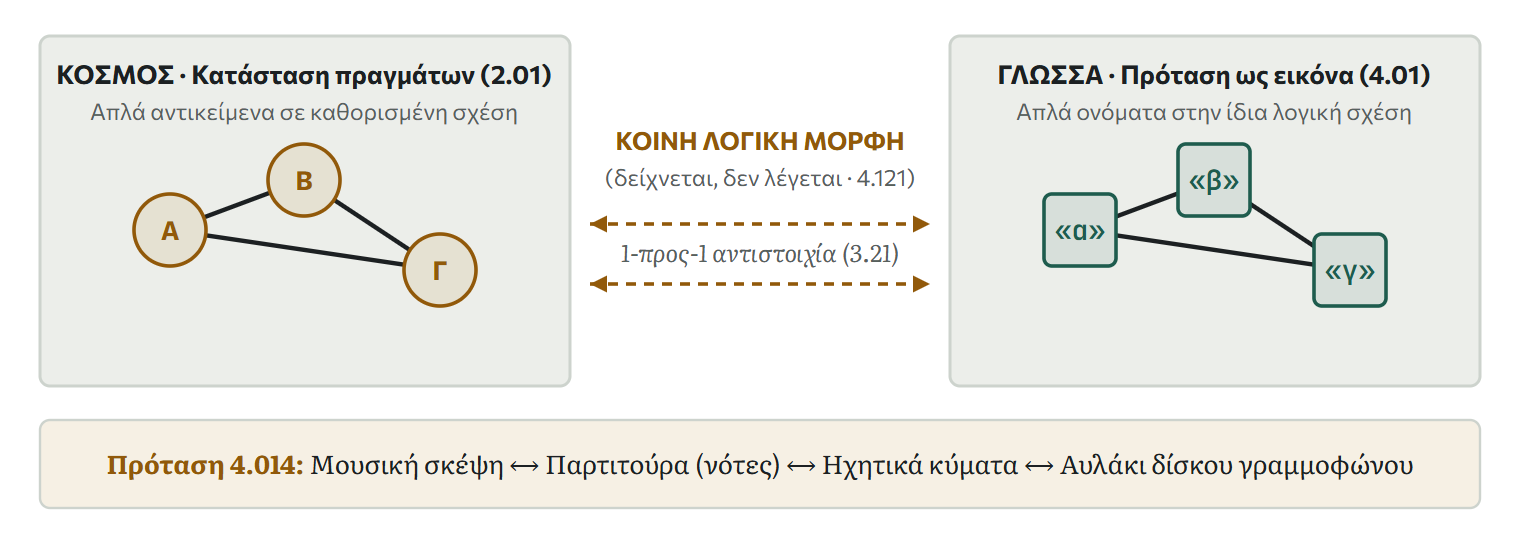 ΚΟΣΜΟΣ · Κατάσταση πραγμάτων (2.01)
Απλά αντικείμενα σε καθορισμένη σχέση
Α
Β
Γ
ΚΟΙΝΗ ΛΟΓΙΚΗ ΜΟΡΦΗ
(δείχνεται, δεν λέγεται · 4.121)
1-προς-1 αντιστοιχία (3.21)
ΓΛΩΣΣΑ · Πρόταση ως εικόνα (4.01)
Απλά ονόματα στην ίδια λογική σχέση
«α»
«β»
«γ»
Πρόταση 4.014: Μουσική σκέψη ↔ Παρτιτούρα (νότες) ↔ Ηχητικά κύματα ↔ Αυλάκι δίσκου γραμμοφώνου